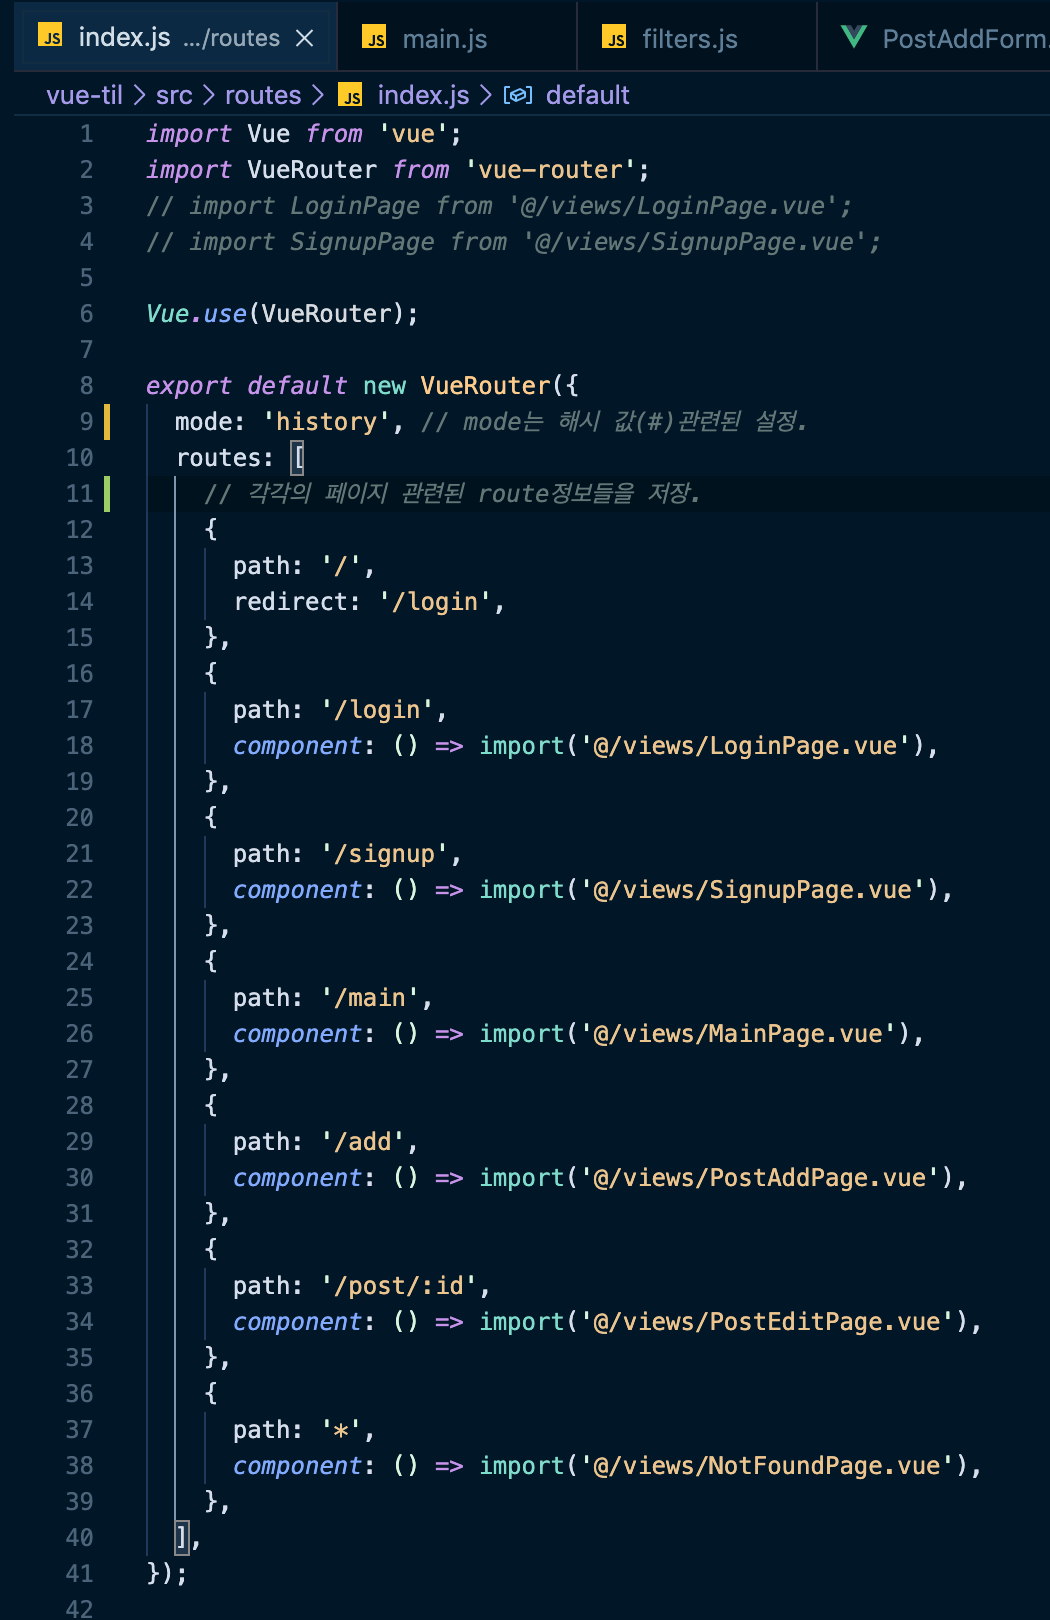 JS index.js .../routes ×
JS main.js
JS filters.js
PostAddForm.
vue-til > src > routes > JS index.js > default
1 import Vue from 'vue';
2 import VueRouter from 'vue-router';
3 // import LoginPage from '@/views/LoginPage.vue';
4 // import SignupPage from '@/views/SignupPage.vue';
5
6 Vue.use(VueRouter);
7
8 export default new VueRouter({
9 mode: 'history', // mode는 해시 값(#)관련된 설정.
10 routes: [
11 // 각각의 페이지 관련된 route정보들을 저장.
12 {
13 path: '/',
14 redirect: '/login',
15 },
16 {
17 path: '/login',
18 component: () => import('@/views/LoginPage.vue'),
19 },
20 {
21 path: '/signup',
22 component: () => import('@/views/SignupPage.vue'),
23 },
24 {
25 path: '/main',
26 component: () => import('@/views/MainPage.vue'),
27 },
28 {
29 path: '/add',
30 component: () => import('@/views/PostAddPage.vue'),
31 },
32 {
33 path: '/post/:id',
34 component: () => import('@/views/PostEditPage.vue'),
35 },
36 {
37 path: '*',
38 component: () => import('@/views/NotFoundPage.vue'),
39 },
40 ],
41 });
42